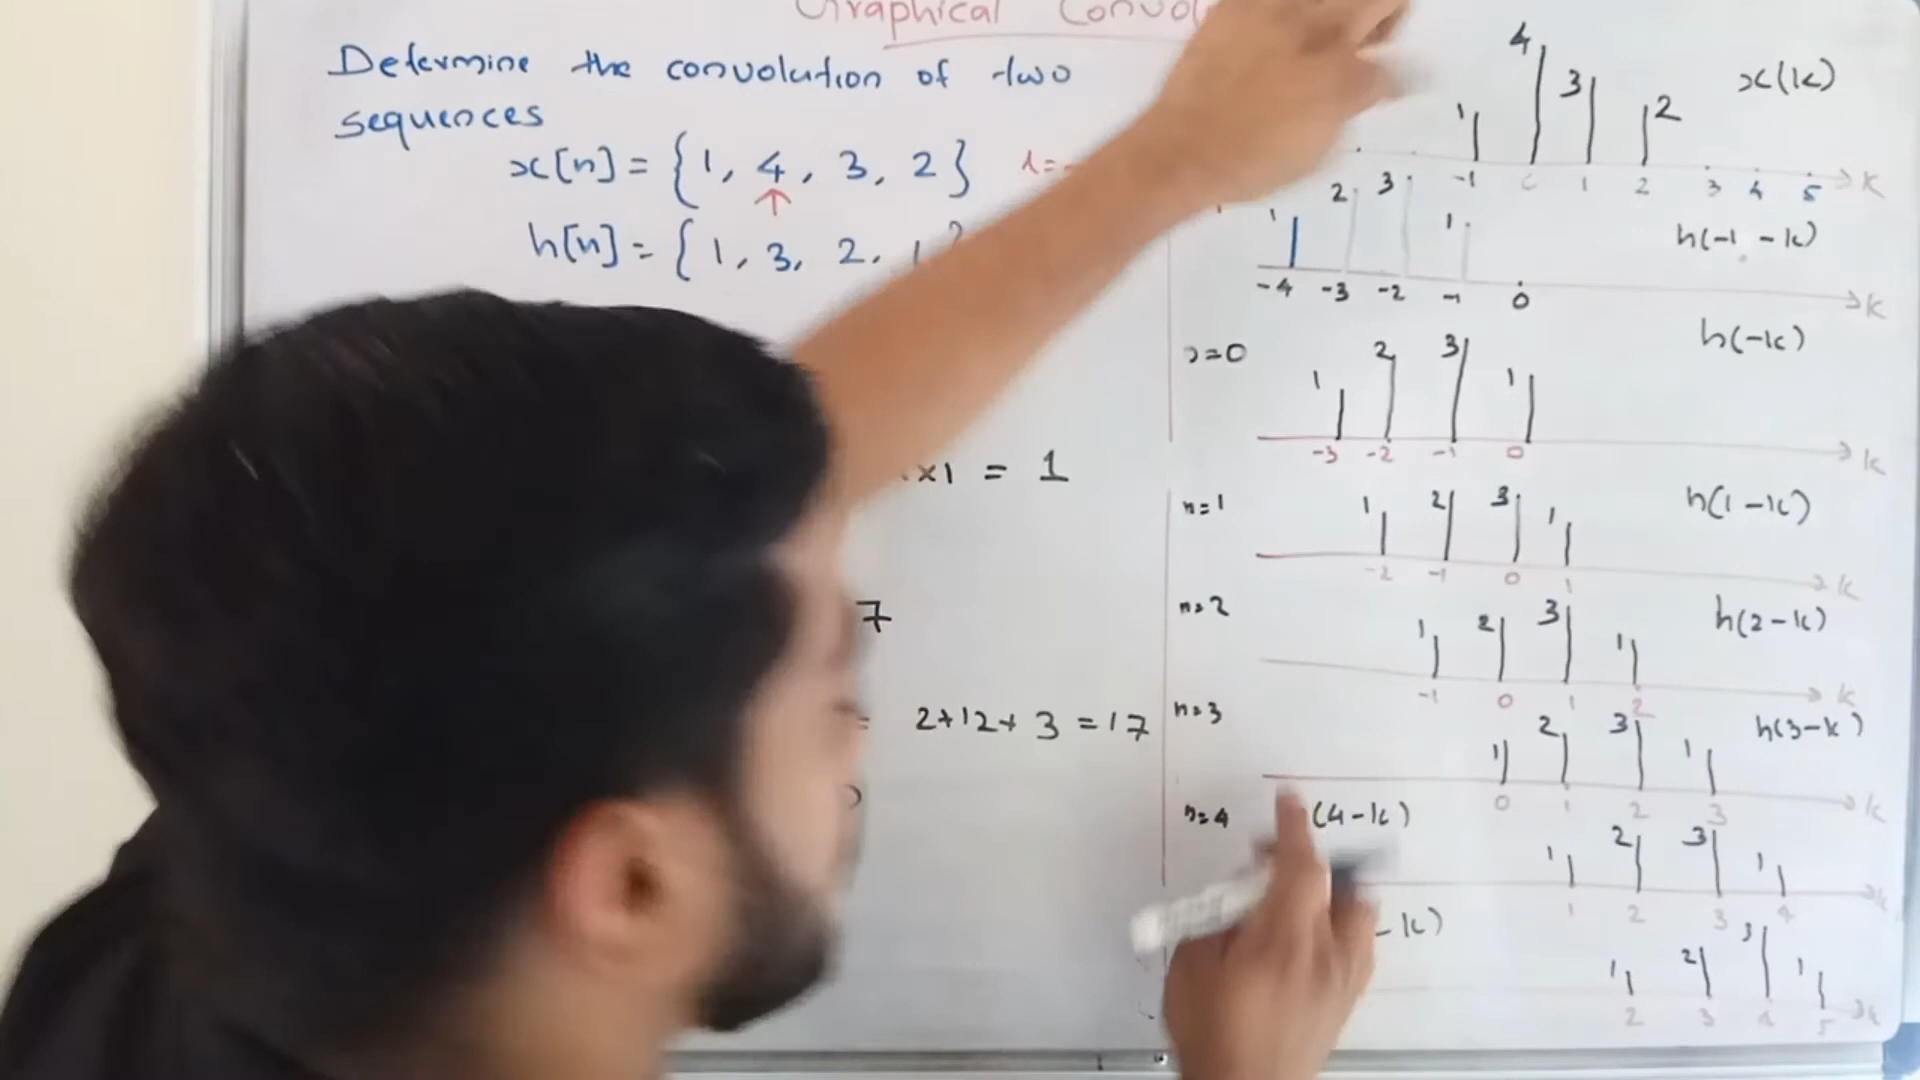 Graphical
Determine the convolution of two
sequences
x[n] = { 1, 4, 3, 2 }
↑
h[n] = { 1, 3, 2, 1
×1 = 1
7
= 2+12+ 3 = 17
4 3 2 1 x(k)
-1 0 1 2 3 4 5 k
1 2 3 1 h(-1 -k)
-4 -3 -2 -1 0 k
h(-k)
n=0 1 2 3 1
-3 -2 -1 0 k
n=1 1 2 3 1 h(1-k)
-2 -1 0 1 k
n=2 1 2 3 1 h(2-k)
-1 0 1 2 k
n=3 1 2 3 1 h(3-k)
0 1 2 3 k
n=4 (4-k) 1 2 3 1
1 2 3 4 k
-k) 1 2 3 1
2 3 4 5 k